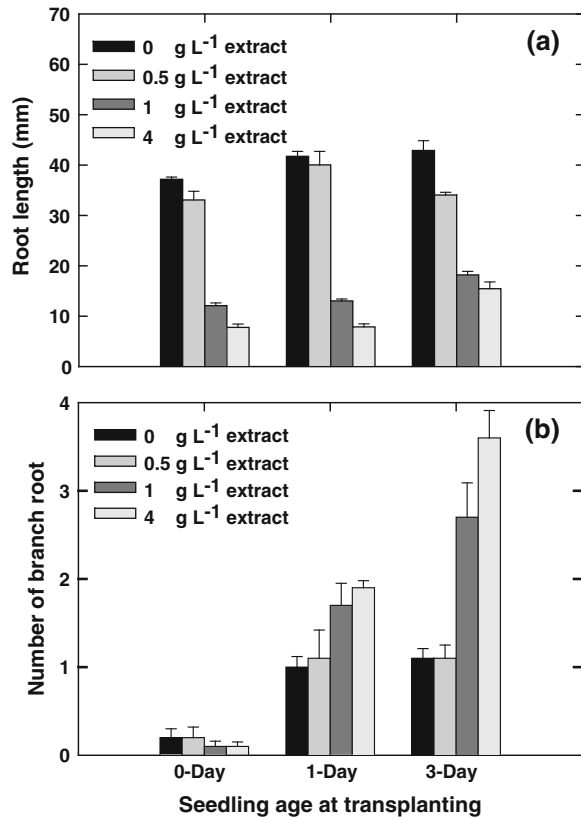 70
(a)
0 g L-1 extract
60
0.5 g L-1 extract
50
1 g L-1 extract
4 g L-1 extract
40
30
20
10
0
Root length (mm)
4
(b)
0 g L-1 extract
0.5 g L-1 extract
3
1 g L-1 extract
4 g L-1 extract
2
1
0
Number of branch root
0-Day 1-Day 3-Day
Seedling age at transplanting